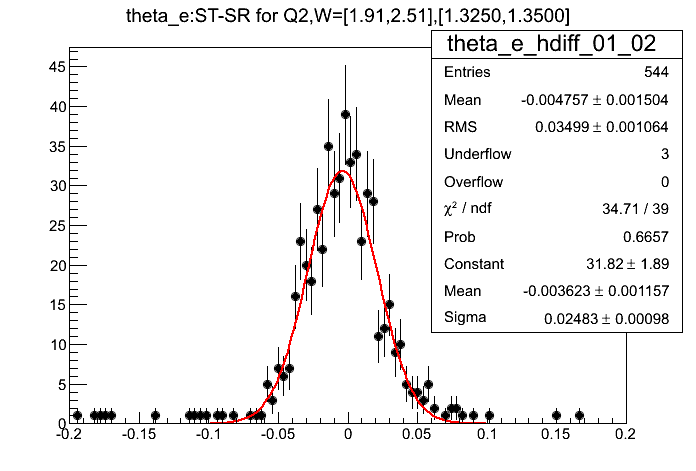 theta_e:ST-SR for Q2,W=[1.91,2.51],[1.3250,1.3500]
theta_e_hdiff_01_02
Entries 544
Mean -0.004757 ± 0.001504
RMS 0.03499 ± 0.001064
Underflow 3
Overflow 0
χ² / ndf 34.71 / 39
Prob 0.6657
Constant 31.82 ± 1.89
Mean -0.003623 ± 0.001157
Sigma 0.02483 ± 0.00098
45
40
35
30
25
20
15
10
5
0
-0.2 -0.15 -0.1 -0.05 0 0.05 0.1 0.15 0.2